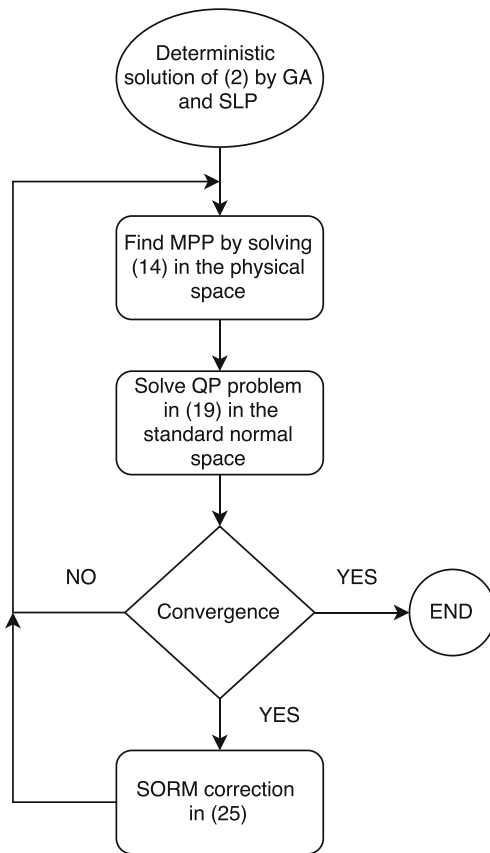 Deterministic
solution of (2) by GA
and SLP
Find MPP by solving
(14) in the physical
space
Solve QP problem
in (19) in the
standard normal
space
NO
YES
Convergence
END
YES
SORM correction
in (25)